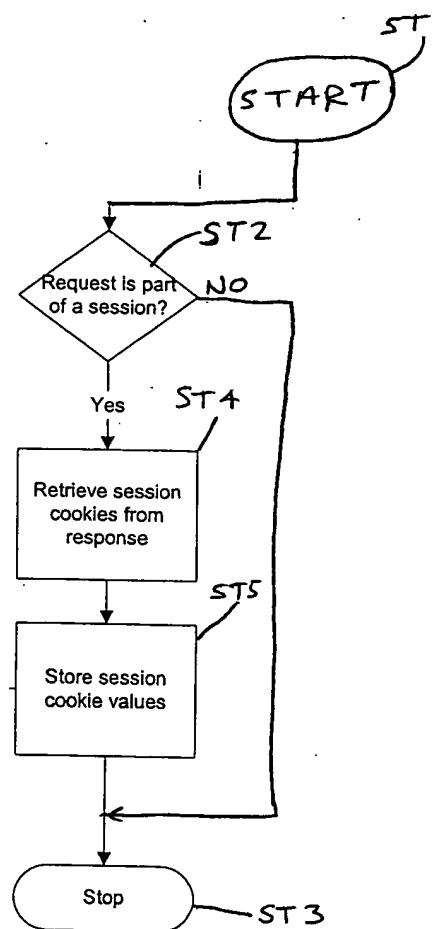 ST
START
ST2
Request is part
of a session?
NO
Yes
ST4
Retrieve session
cookies from
response
ST5
Store session
cookie values
Stop
ST3